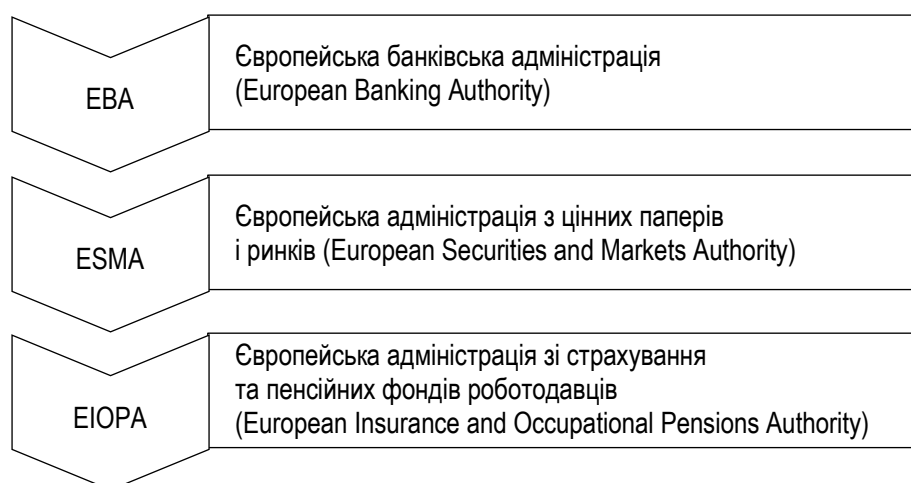 EBA
Європейська банківська адміністрація
(European Banking Authority)
ESMA
Європейська адміністрація з цінних паперів
і ринків (European Securities and Markets Authority)
EIOPA
Європейська адміністрація зі страхування
та пенсійних фондів роботодавців
(European Insurance and Occupational Pensions Authority)